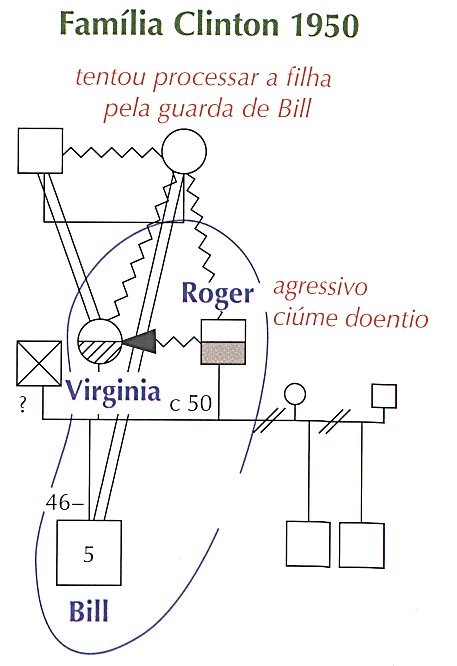 Família Clinton 1950
tentou processar a filha
pela guarda de Bill
Roger
agressivo
ciúme doentio
Virginia
c 50
?
46–
5
Bill